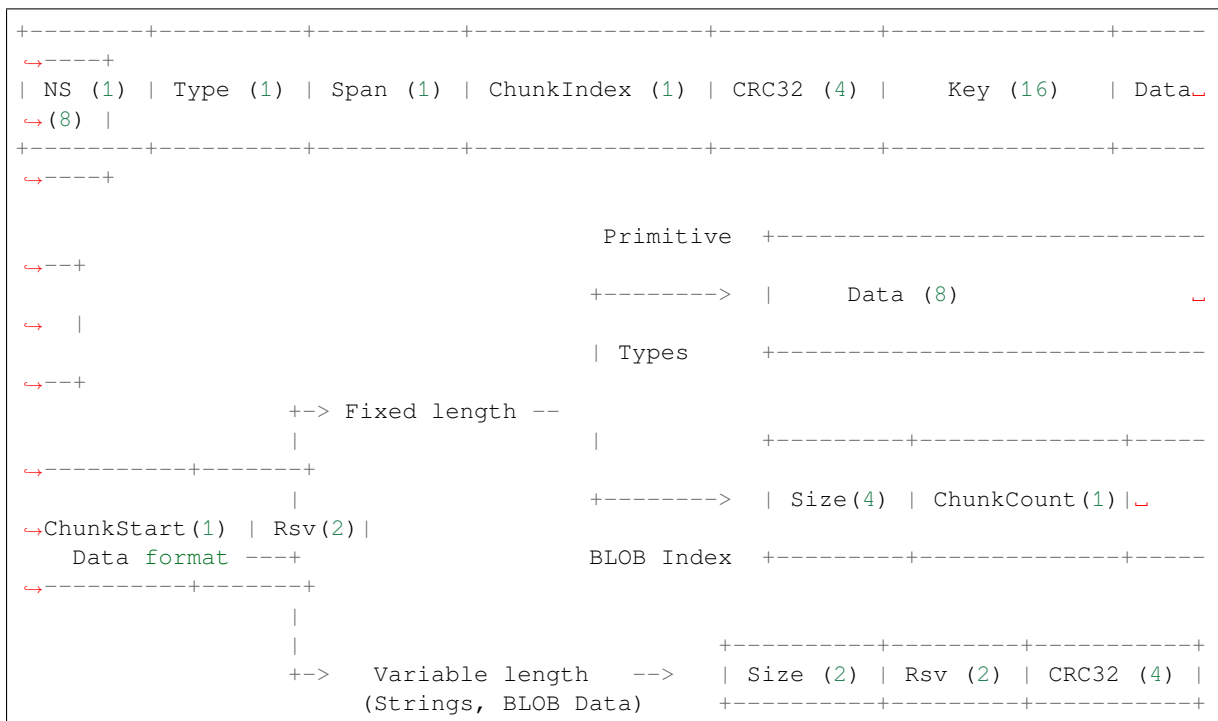 +--------+----------+----------+----------------+-----------+---------------+------
↪----+
| NS (1) | Type (1) | Span (1) | ChunkIndex (1) | CRC32 (4) |    Key (16)   | Data␣
↪(8) |
+--------+----------+----------+----------------+-----------+---------------+------
↪----+
                                         Primitive  +------------------------------
↪--+
                                        +-------->  |     Data (8)                ␣
↪  |
                                        | Types     +------------------------------
↪--+
                   +-> Fixed length --
                   |                    |           +---------+--------------+-----
↪----------+-------+
                   |                    +-------->  | Size(4) | ChunkCount(1)|␣
↪ChunkStart(1) | Rsv(2)|
    Data format ---+                    BLOB Index  +---------+--------------+-----
↪----------+-------+
                   |
                   |                             +----------+---------+-----------+
                   +->   Variable length   -->   | Size (2) | Rsv (2) | CRC32 (4) |
                        (Strings, BLOB Data)     +----------+---------+-----------+